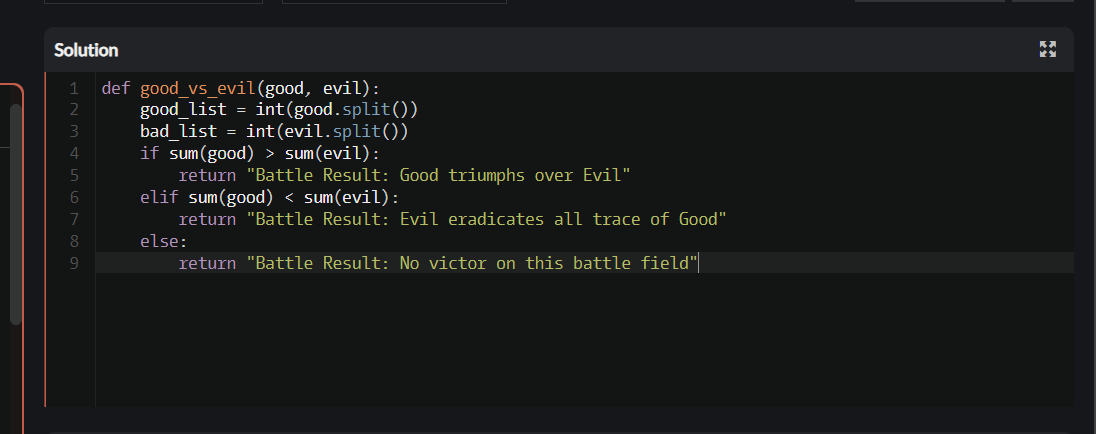 Solution
1 def good_vs_evil(good, evil):
2     good_list = int(good.split())
3     bad_list = int(evil.split())
4     if sum(good) > sum(evil):
5         return "Battle Result: Good triumphs over Evil"
6     elif sum(good) < sum(evil):
7         return "Battle Result: Evil eradicates all trace of Good"
8     else:
9         return "Battle Result: No victor on this battle field"